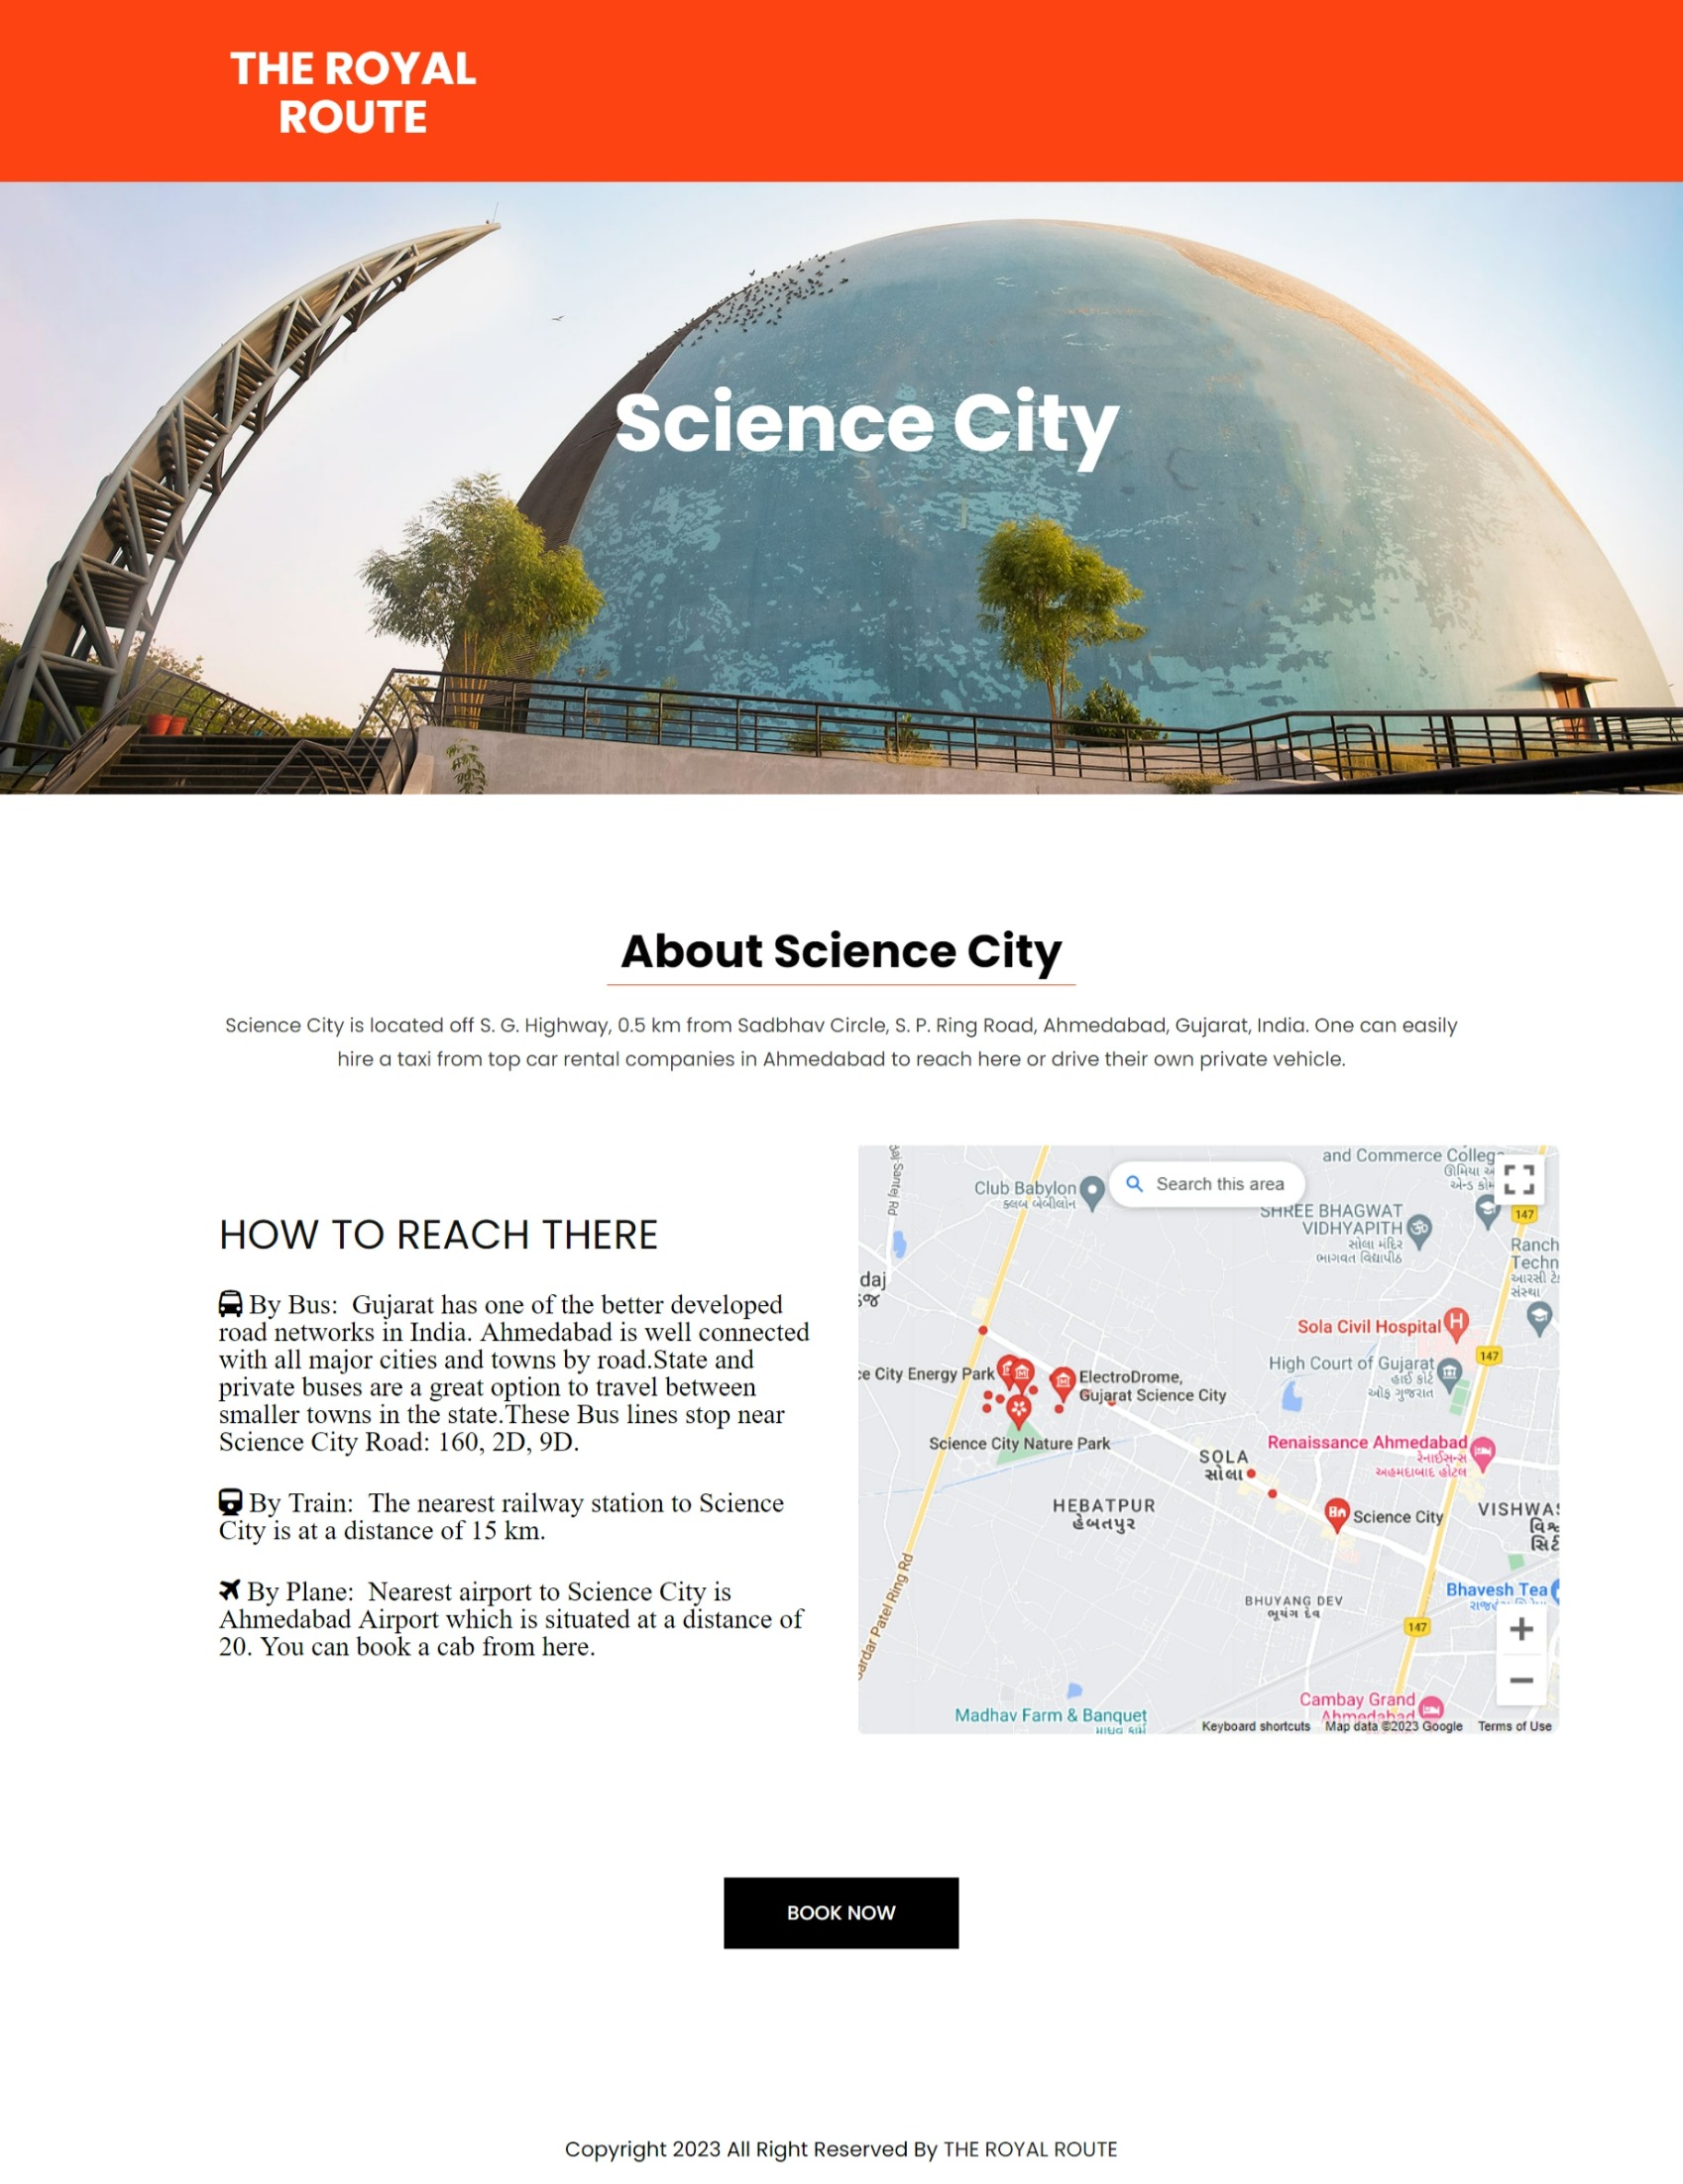 THE ROYAL
ROUTE
Science City
About Science City
Science City is located off S. G. Highway, 0.5 km from Sadbhav Circle, S. P. Ring Road, Ahmedabad, Gujarat, India. One can easily
hire a taxi from top car rental companies in Ahmedabad to reach here or drive their own private vehicle.
HOW TO REACH THERE
By Bus:  Gujarat has one of the better developed
road networks in India. Ahmedabad is well connected
with all major cities and towns by road.State and
private buses are a great option to travel between
smaller towns in the state.These Bus lines stop near
Science City Road: 160, 2D, 9D.
By Train:  The nearest railway station to Science
City is at a distance of 15 km.
By Plane:  Nearest airport to Science City is
Ahmedabad Airport which is situated at a distance of
20. You can book a cab from here.
and Commerce Colleg
Club Babylon
ક્લબ બેબીલોન
Search this area
SHREE BHAGWAT
VIDHYAPITH
સોલા મંદિર
ભાગવત વિદ્યાપીઠ
147
Ranch
Techn
આરસી
સંસ્થા
daj
Sola Civil Hospital
H
147
High Court of Gujarat
હાઈ કોર્ટ
ઓફ ગુજરાત
ce City Energy Park
ElectroDrome,
Gujarat Science City
Science City Nature Park
SOLA
સોલા
Renaissance Ahmedabad
રેનાઈસન્સ
અહમદાબાદ હોટેલ
HEBATPUR
હેબતપુર
Science City
VISHWAS
BHUYANG DEV
ભૂયંગ દેવ
Bhavesh Tea
147
ardar Patel Ring Rd
Madhav Farm & Banquet
Cambay Grand
Ahmedabad
Keyboard shortcuts
Map data ©2023 Google
Terms of Use
BOOK NOW
Copyright 2023 All Right Reserved By THE ROYAL ROUTE